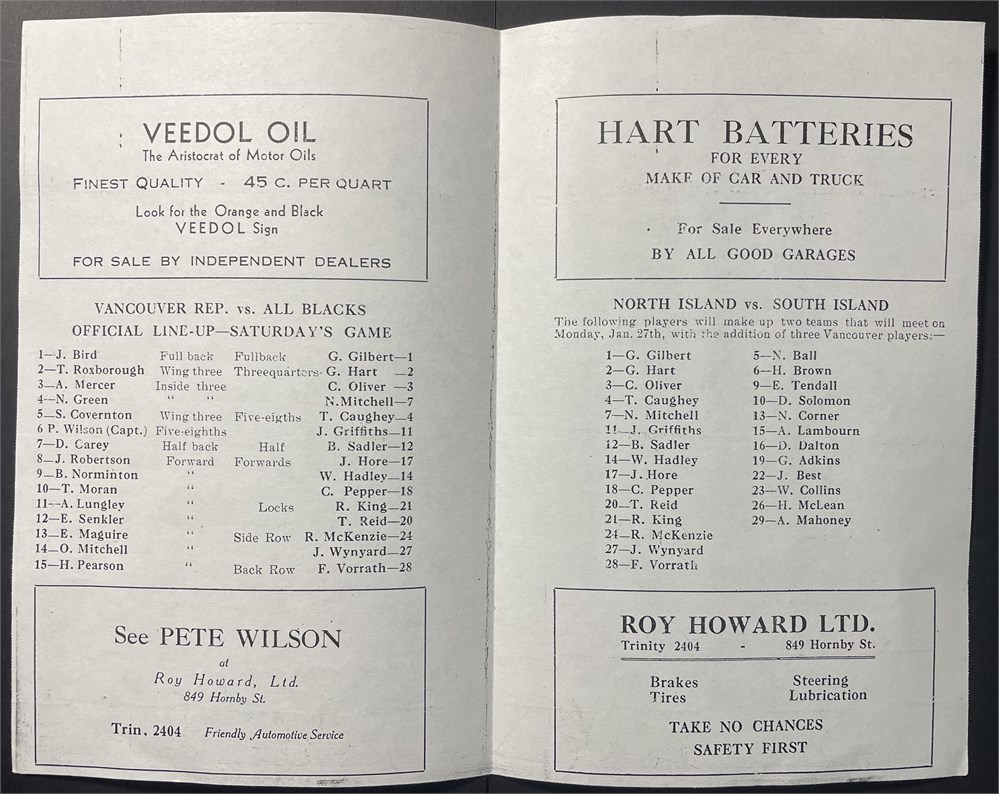 VEEDOL OIL
The Aristocrat of Motor Oils
FINEST QUALITY - 45 C. PER QUART
Look for the Orange and Black
VEEDOL Sign
FOR SALE BY INDEPENDENT DEALERS
VANCOUVER REP. vs. ALL BLACKS
OFFICIAL LINE-UP—SATURDAY'S GAME
1—J. Bird Full back Fullback G. Gilbert—1
2—T. Roxborough Wing three Threequarters- G. Hart —2
3—A. Mercer Inside three C. Oliver —3
4—N. Green " " N.Mitchell—7
5—S. Covernton Wing three Five-eigths T. Caughey—4
6 P. Wilson (Capt.) Five-eighths J. Griffiths—11
7—D. Carey Half back Half B. Sadler—12
8—J. Robertson Forward Forwards J. Hore—17
9—B. Norminton " W. Hadley—14
10—T. Moran " C. Pepper—18
11—A. Lungley " Locks R. King—21
12—E. Senkler " T. Reid—20
13—E. Maguire " Side Row R. McKenzie—24
14—O. Mitchell " J. Wynyard—27
15—H. Pearson " Back Row F. Vorrath—28
See PETE WILSON
at
Roy Howard, Ltd.
849 Hornby St.
Trin. 2404 Friendly Automotive Service
HART BATTERIES
FOR EVERY
MAKE OF CAR AND TRUCK
For Sale Everywhere
BY ALL GOOD GARAGES
NORTH ISLAND vs. SOUTH ISLAND
The following players will make up two teams that will meet on
Monday, Jan. 27th, with the addition of three Vancouver players:—
1—G. Gilbert
2—G. Hart
3—C. Oliver
4—T. Caughey
7—N. Mitchell
11—J. Griffiths
12—B. Sadler
14—W. Hadley
17—J. Hore
18—C. Pepper
20—T. Reid
21—R. King
24—R. McKenzie
27—J. Wynyard
28—F. Vorrath
5—N. Ball
6—H. Brown
9—E. Tendall
10—D. Solomon
13—N. Corner
15—A. Lambourn
16—D. Dalton
19—G. Adkins
22—J. Best
23—W. Collins
26—H. McLean
29—A. Mahoney
ROY HOWARD LTD.
Trinity 2404 - 849 Hornby St.
Brakes Steering
Tires Lubrication
TAKE NO CHANCES
SAFETY FIRST